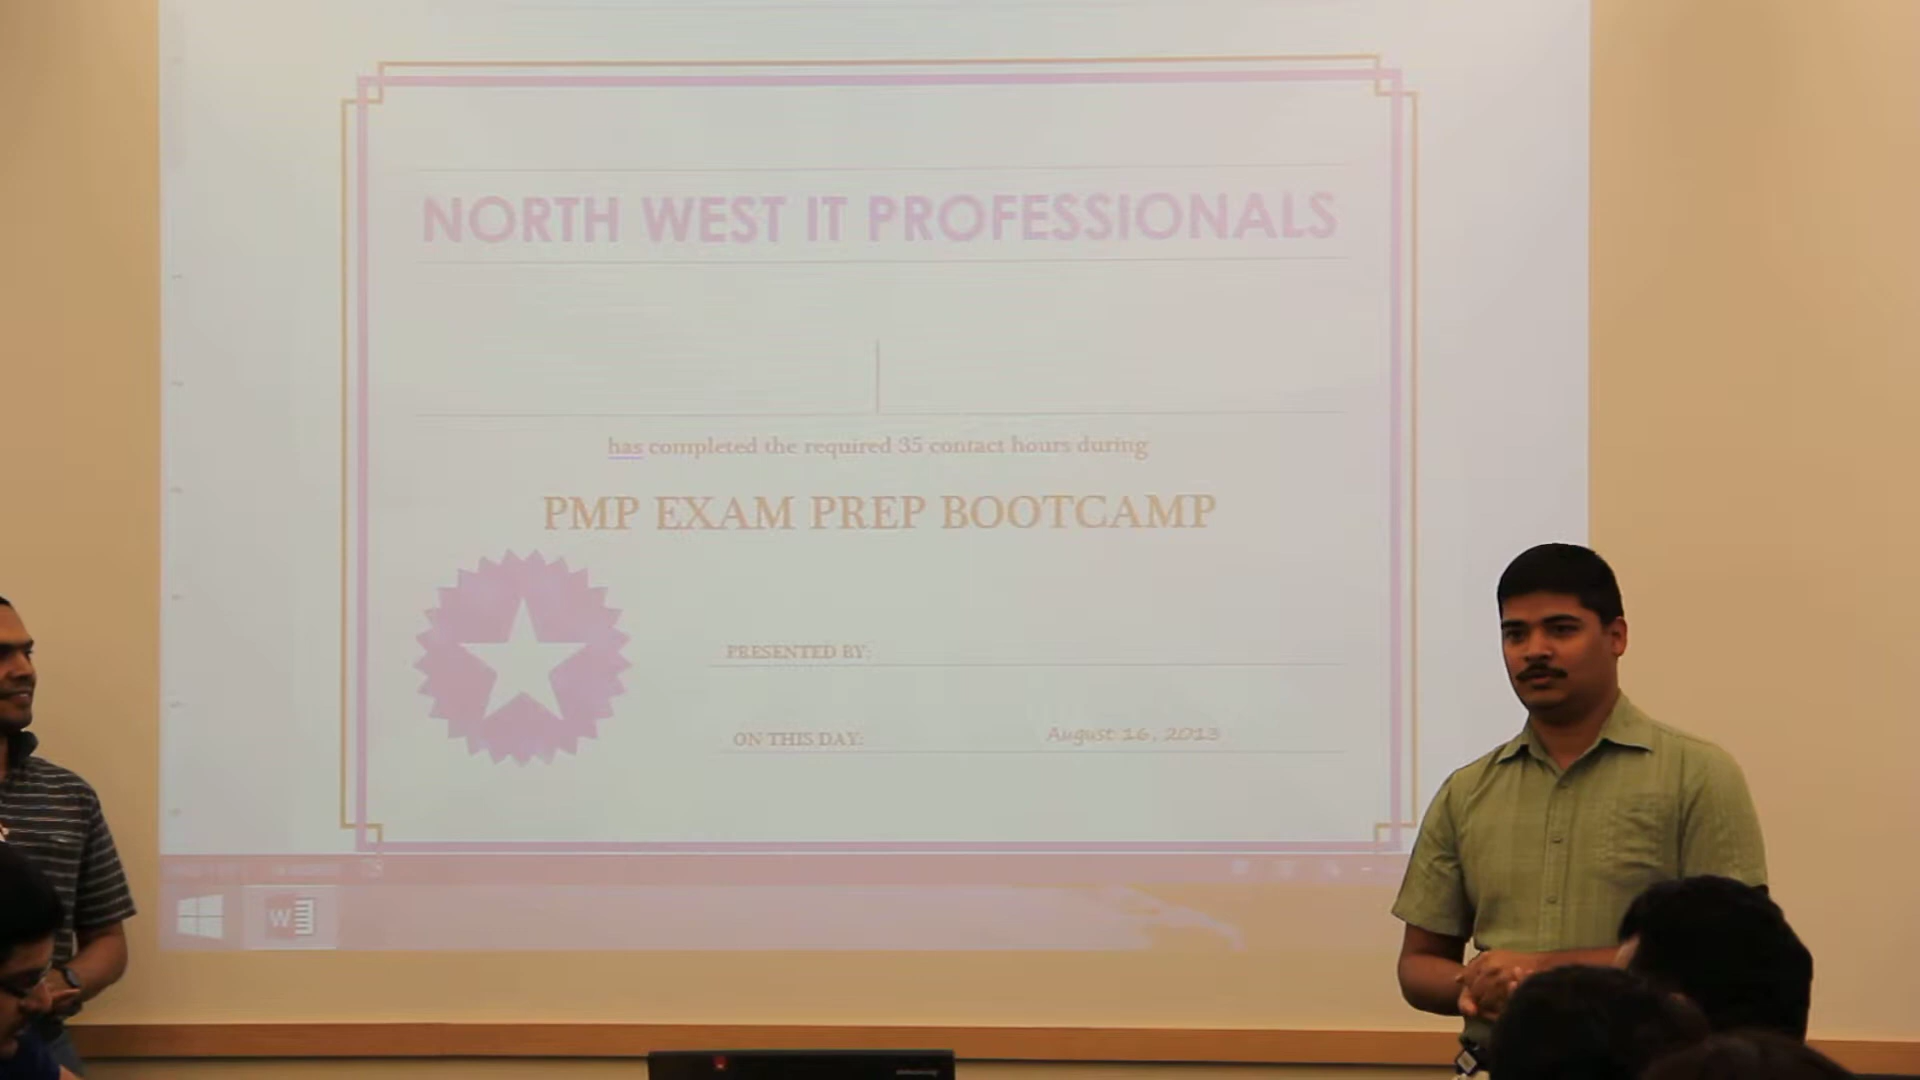 NORTH WEST IT PROFESSIONALS
has completed the required 35 contact hours during
PMP EXAM PREP BOOTCAMP
PRESENTED BY:
ON THIS DAY:
August 16, 2013
W